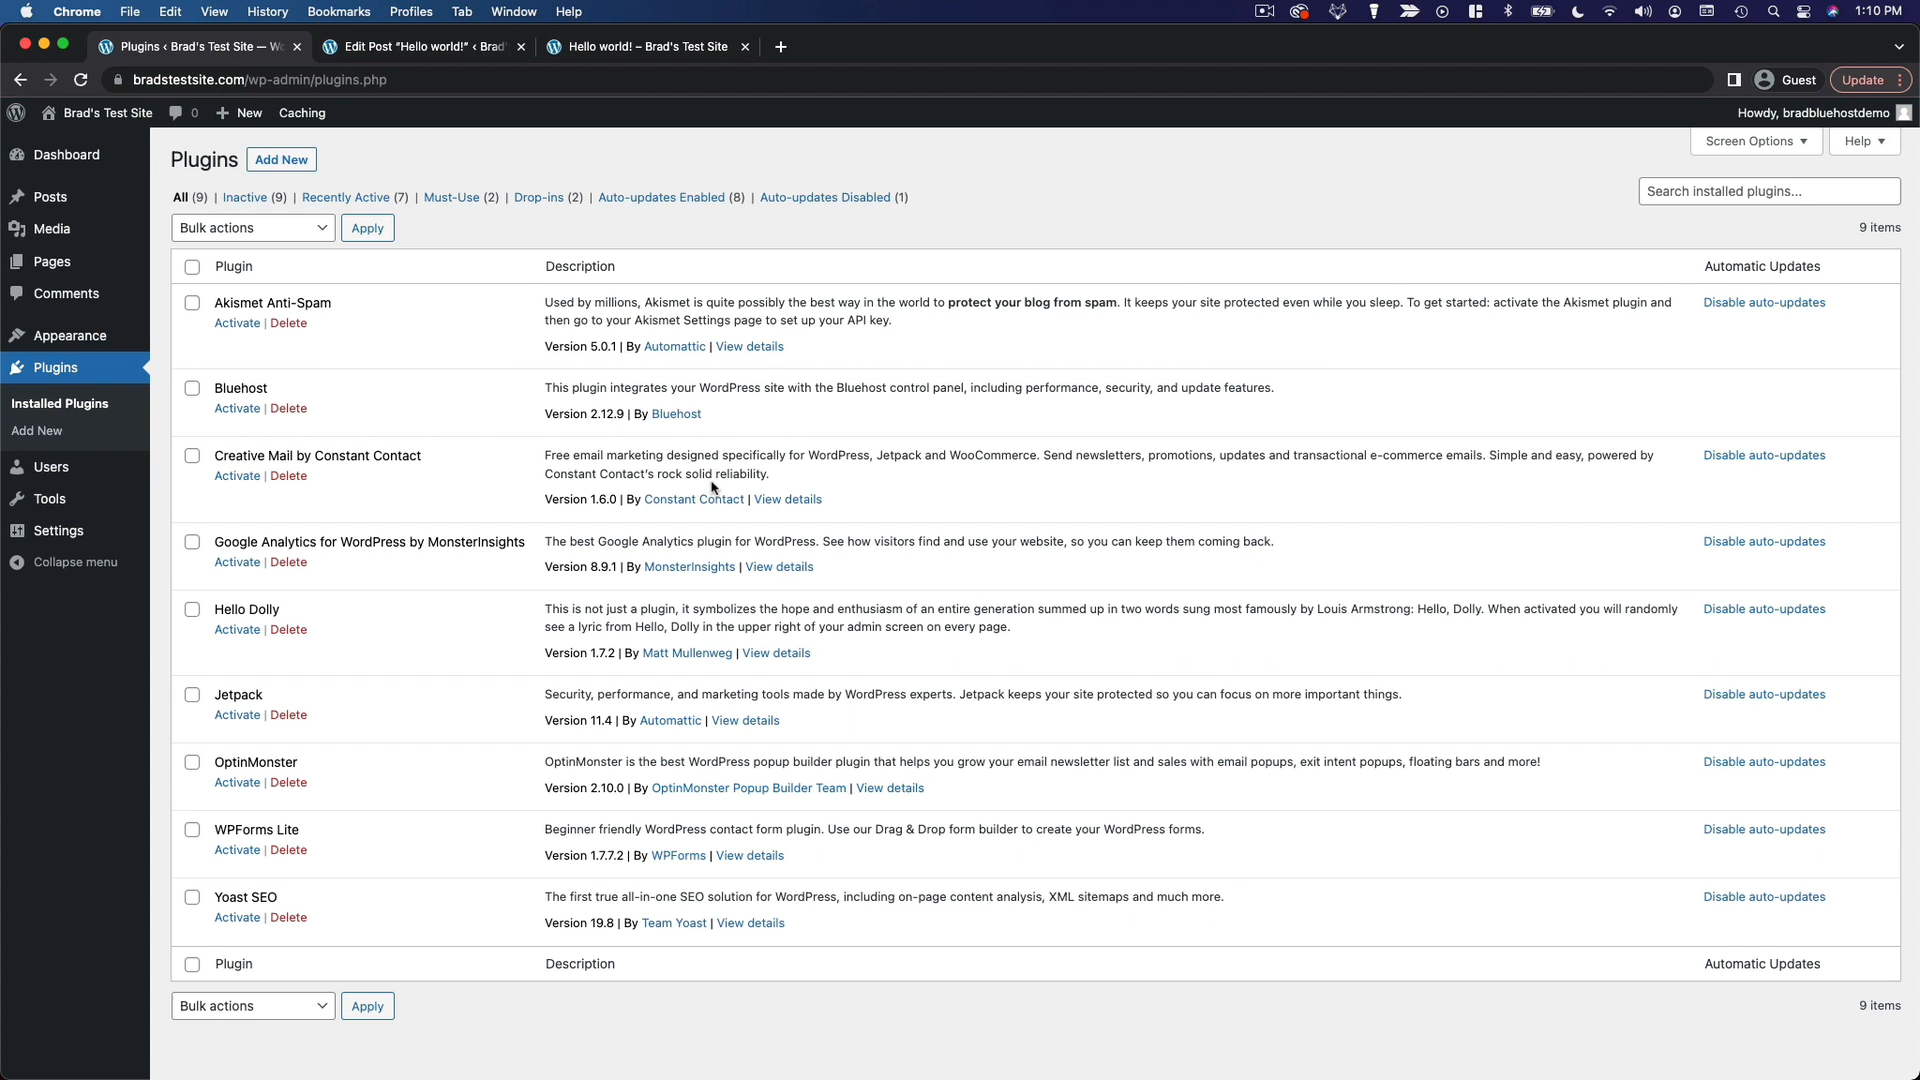 Chrome File Edit View History Bookmarks Profiles Tab Window Help 1:10 PM
Plugins ‹ Brad's Test Site — Wo Edit Post "Hello world!" ‹ Brad' Hello world! – Brad's Test Site
bradstestsite.com/wp-admin/plugins.php Guest Update
Brad's Test Site 0 New Caching Howdy, bradbluehostdemo
Screen Options Help
Dashboard
Posts
Media
Pages
Comments
Appearance
Plugins
Installed Plugins
Add New
Users
Tools
Settings
Collapse menu
Plugins Add New
All (9) | Inactive (9) | Recently Active (7) | Must-Use (2) | Drop-ins (2) | Auto-updates Enabled (8) | Auto-updates Disabled (1)
Search installed plugins...
Bulk actions Apply 9 items
Plugin Description Automatic Updates
Akismet Anti-Spam
Activate | Delete
Used by millions, Akismet is quite possibly the best way in the world to protect your blog from spam. It keeps your site protected even while you sleep. To get started: activate the Akismet plugin and
then go to your Akismet Settings page to set up your API key.
Version 5.0.1 | By Automattic | View details
Disable auto-updates
Bluehost
Activate | Delete
This plugin integrates your WordPress site with the Bluehost control panel, including performance, security, and update features.
Version 2.12.9 | By Bluehost
Creative Mail by Constant Contact
Activate | Delete
Free email marketing designed specifically for WordPress, Jetpack and WooCommerce. Send newsletters, promotions, updates and transactional e-commerce emails. Simple and easy, powered by
Constant Contact's rock solid reliability.
Version 1.6.0 | By Constant Contact | View details
Disable auto-updates
Google Analytics for WordPress by MonsterInsights
Activate | Delete
The best Google Analytics plugin for WordPress. See how visitors find and use your website, so you can keep them coming back.
Version 8.9.1 | By MonsterInsights | View details
Disable auto-updates
Hello Dolly
Activate | Delete
This is not just a plugin, it symbolizes the hope and enthusiasm of an entire generation summed up in two words sung most famously by Louis Armstrong: Hello, Dolly. When activated you will randomly
see a lyric from Hello, Dolly in the upper right of your admin screen on every page.
Version 1.7.2 | By Matt Mullenweg | View details
Disable auto-updates
Jetpack
Activate | Delete
Security, performance, and marketing tools made by WordPress experts. Jetpack keeps your site protected so you can focus on more important things.
Version 11.4 | By Automattic | View details
Disable auto-updates
OptinMonster
Activate | Delete
OptinMonster is the best WordPress popup builder plugin that helps you grow your email newsletter list and sales with email popups, exit intent popups, floating bars and more!
Version 2.10.0 | By OptinMonster Popup Builder Team | View details
Disable auto-updates
WPForms Lite
Activate | Delete
Beginner friendly WordPress contact form plugin. Use our Drag & Drop form builder to create your WordPress forms.
Version 1.7.7.2 | By WPForms | View details
Disable auto-updates
Yoast SEO
Activate | Delete
The first true all-in-one SEO solution for WordPress, including on-page content analysis, XML sitemaps and much more.
Version 19.8 | By Team Yoast | View details
Disable auto-updates
Plugin Description Automatic Updates
Bulk actions Apply 9 items